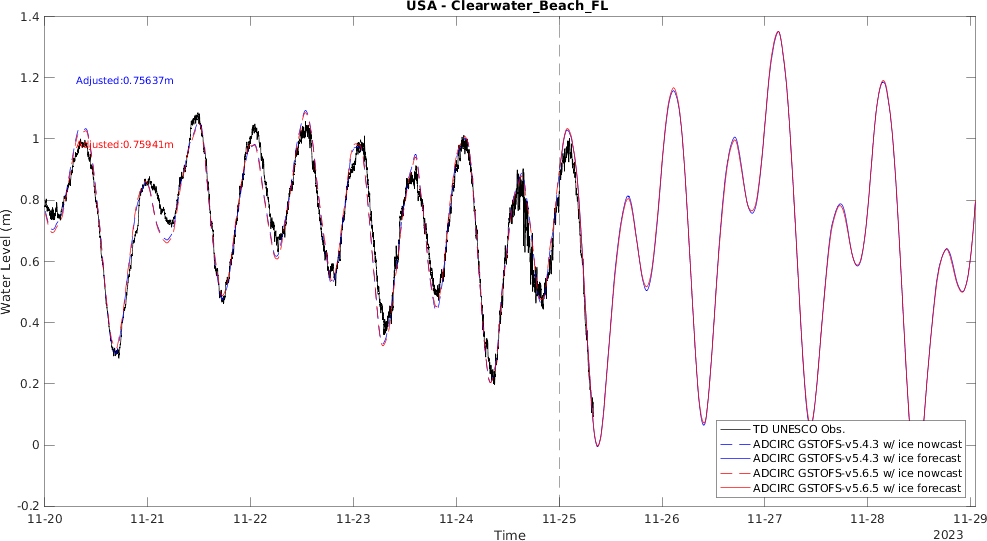 USA - Clearwater_Beach_FL
1.4
1.2
1
0.8
0.6
0.4
0.2
0
-0.2
Water Level (m)
Adjusted:0.75637m
Adjusted:0.75941m
TD UNESCO Obs.
ADCIRC GSTOFS-v5.4.3 w/ ice nowcast
ADCIRC GSTOFS-v5.4.3 w/ ice forecast
ADCIRC GSTOFS-v5.6.5 w/ ice nowcast
ADCIRC GSTOFS-v5.6.5 w/ ice forecast
11-20 11-21 11-22 11-23 11-24 11-25 11-26 11-27 11-28 11-29
Time
2023